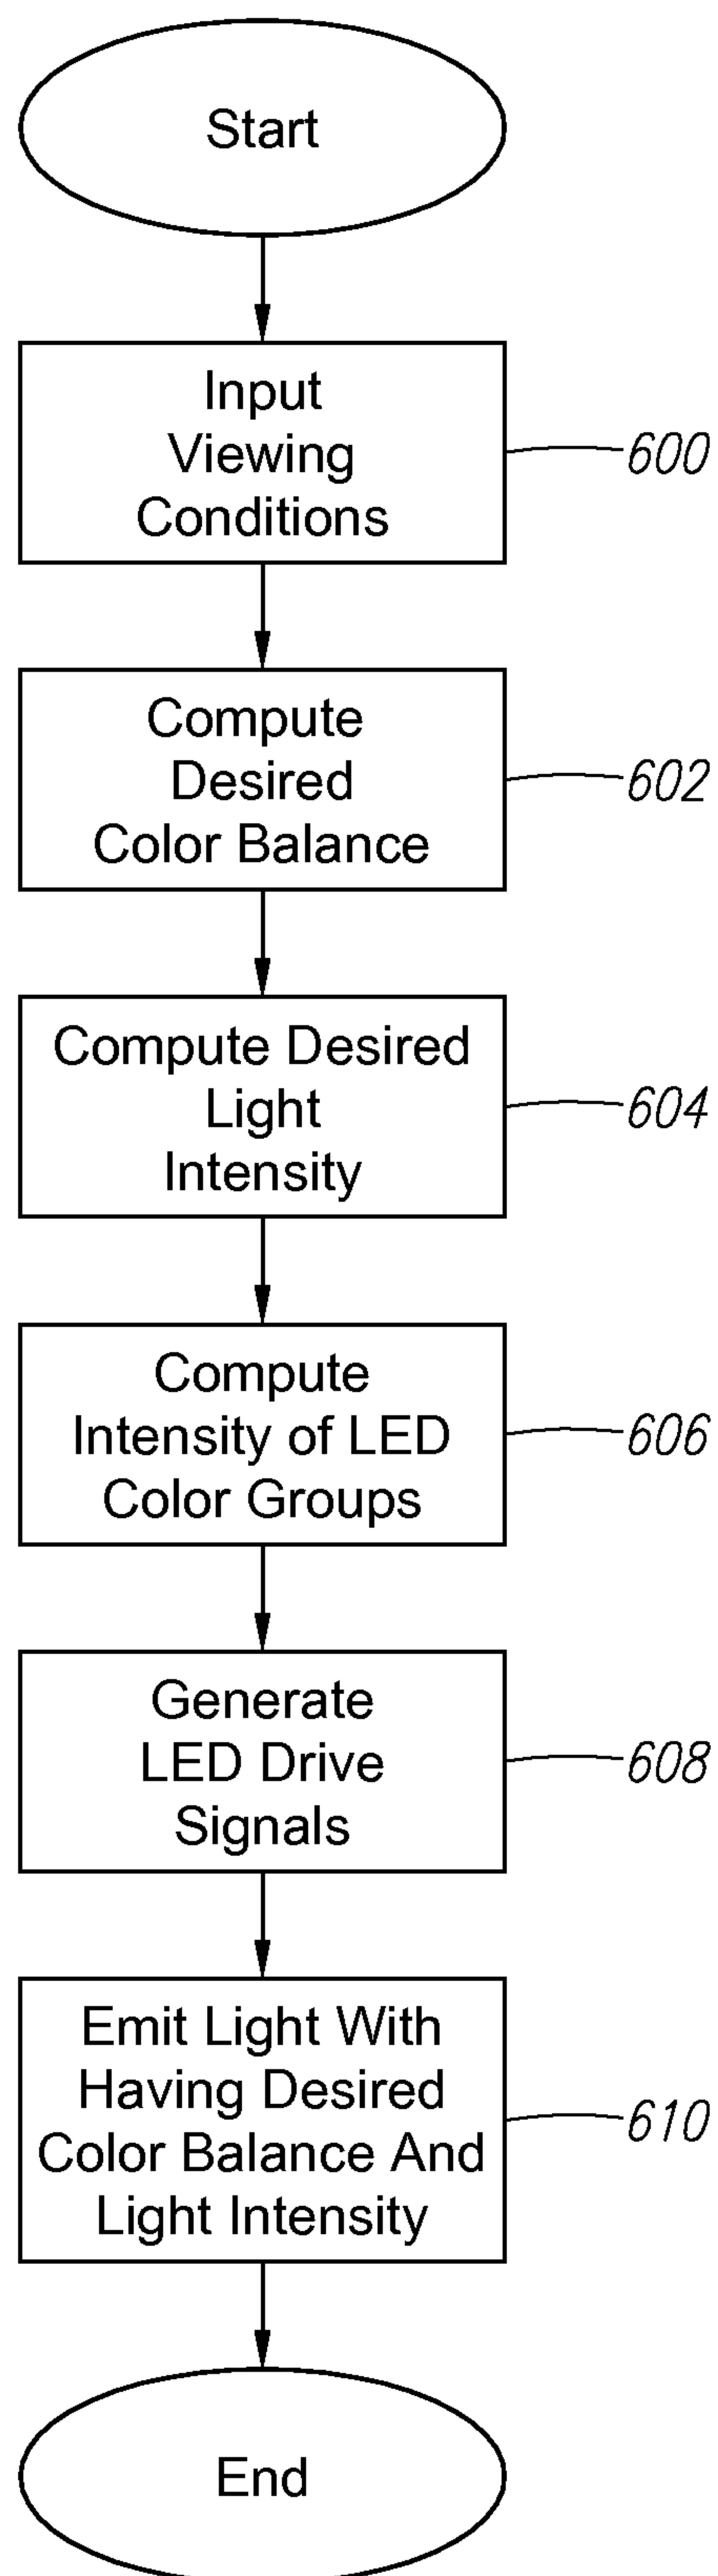 Start
Input
Viewing
Conditions
600
Compute
Desired
Color Balance
602
Compute Desired
Light
Intensity
604
Compute
Intensity of LED
Color Groups
606
Generate
LED Drive
Signals
608
Emit Light With
Having Desired
Color Balance And
Light Intensity
610
End